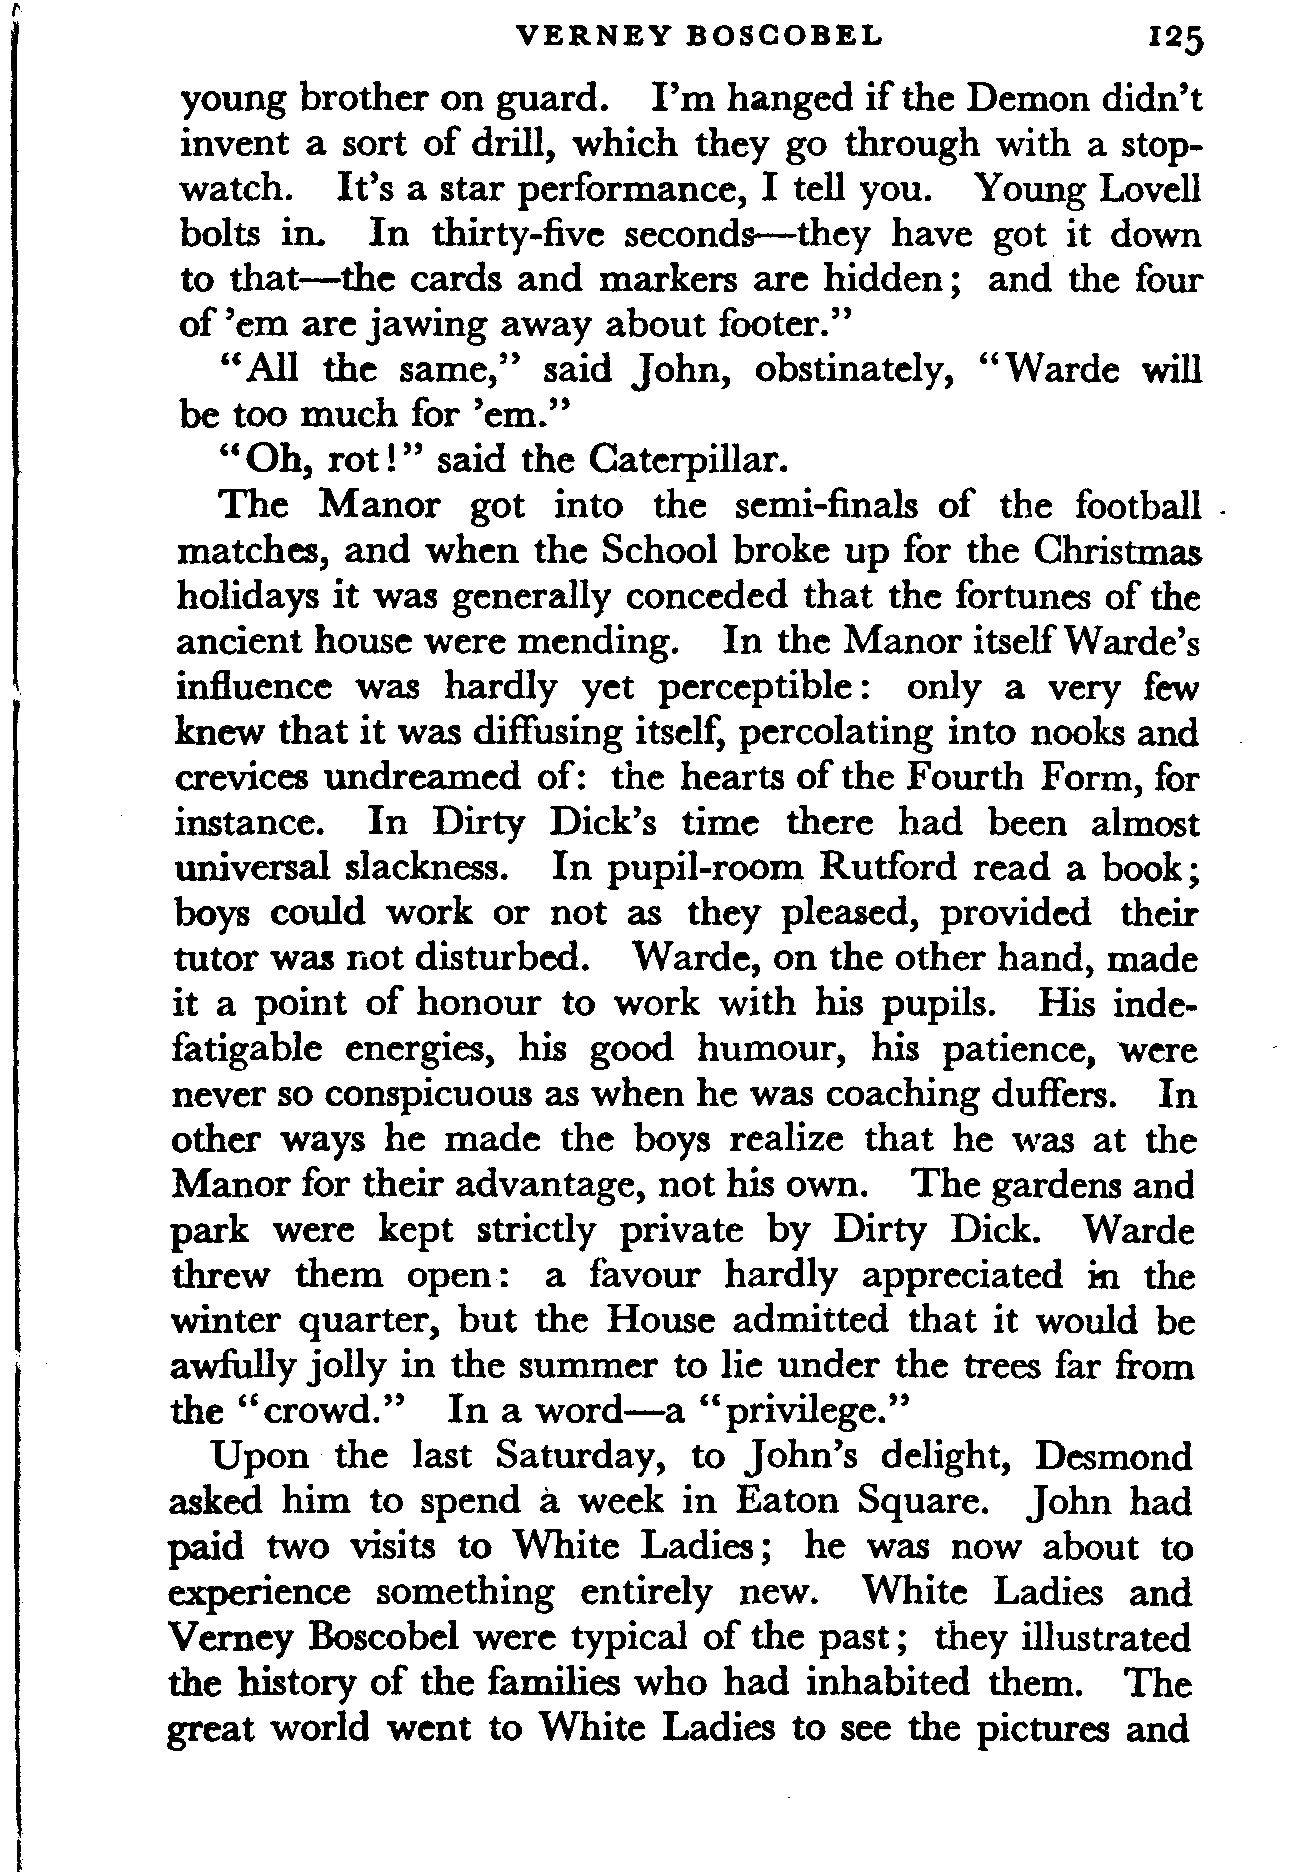 VERNEY BOSCOBEL 125
young brother on guard. I'm hanged if the Demon didn't
invent a sort of drill, which they go through with a stop-
watch. It's a star performance, I tell you. Young Lovell
bolts in. In thirty-five seconds—they have got it down
to that—the cards and markers are hidden; and the four
of 'em are jawing away about footer."
"All the same," said John, obstinately, "Warde will
be too much for 'em."
"Oh, rot!" said the Caterpillar.
The Manor got into the semi-finals of the football
matches, and when the School broke up for the Christmas
holidays it was generally conceded that the fortunes of the
ancient house were mending. In the Manor itself Warde's
influence was hardly yet perceptible: only a very few
knew that it was diffusing itself, percolating into nooks and
crevices undreamed of: the hearts of the Fourth Form, for
instance. In Dirty Dick's time there had been almost
universal slackness. In pupil-room Rutford read a book;
boys could work or not as they pleased, provided their
tutor was not disturbed. Warde, on the other hand, made
it a point of honour to work with his pupils. His inde-
fatigable energies, his good humour, his patience, were
never so conspicuous as when he was coaching duffers. In
other ways he made the boys realize that he was at the
Manor for their advantage, not his own. The gardens and
park were kept strictly private by Dirty Dick. Warde
threw them open: a favour hardly appreciated in the
winter quarter, but the House admitted that it would be
awfully jolly in the summer to lie under the trees far from
the "crowd." In a word—a "privilege."
Upon the last Saturday, to John's delight, Desmond
asked him to spend a week in Eaton Square. John had
paid two visits to White Ladies; he was now about to
experience something entirely new. White Ladies and
Verney Boscobel were typical of the past; they illustrated
the history of the families who had inhabited them. The
great world went to White Ladies to see the pictures and